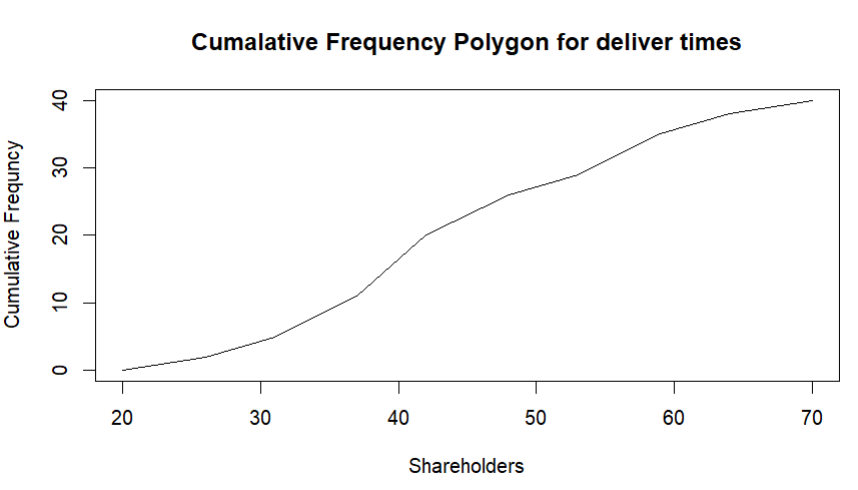 Cumalative Frequency Polygon for deliver times
Cumulative Frequncy
40
30
20
10
0
20 30 40 50 60 70
Shareholders